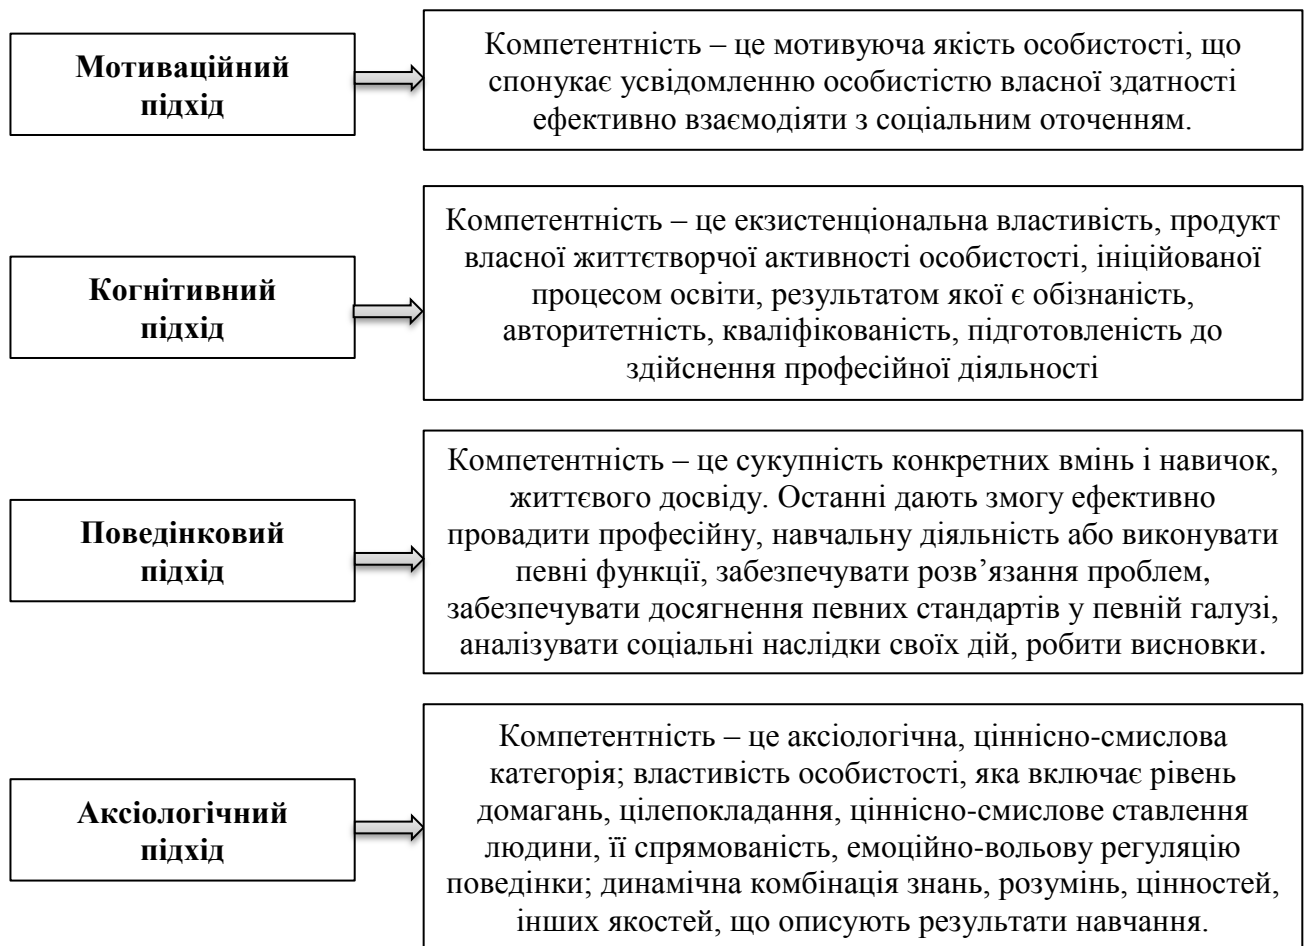 Мотиваційний
підхід
Компетентність – це мотивуюча якість особистості, що
спонукає усвідомленню особистістю власної здатності
ефективно взаємодіяти з соціальним оточенням.
Когнітивний
підхід
Компетентність – це екзистенціональна властивість, продукт
власної життєтворчої активності особистості, ініційованої
процесом освіти, результатом якої є обізнаність,
авторитетність, кваліфікованість, підготовленість до
здійснення професійної діяльності
Поведінковий
підхід
Компетентність – це сукупність конкретних вмінь і навичок,
життєвого досвіду. Останні дають змогу ефективно
провадити професійну, навчальну діяльність або виконувати
певні функції, забезпечувати розв’язання проблем,
забезпечувати досягнення певних стандартів у певній галузі,
аналізувати соціальні наслідки своїх дій, робити висновки.
Аксіологічний
підхід
Компетентність – це аксіологічна, ціннісно-смислова
категорія; властивість особистості, яка включає рівень
домагань, цілепокладання, ціннісно-смислове ставлення
людини, її спрямованість, емоційно-вольову регуляцію
поведінки; динамічна комбінація знань, розумінь, цінностей,
інших якостей, що описують результати навчання.